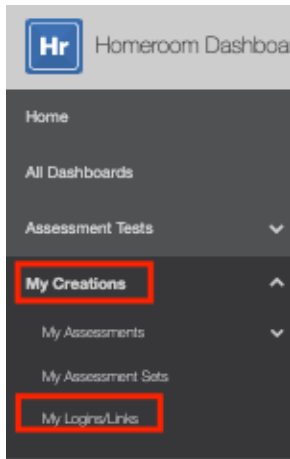 Hr Homeroom Dashboa
Home
All Dashboards
Assessment Tests
My Creations
My Assessments
My Assessment Sets
My Logins/Links